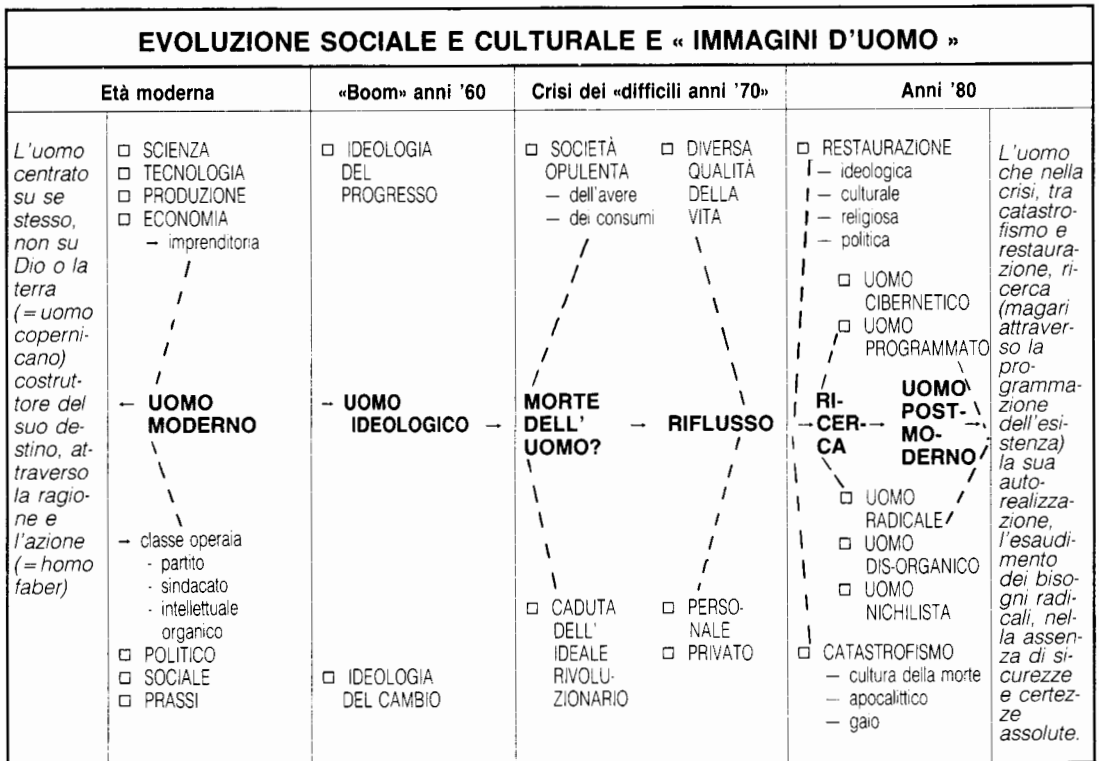 EVOLUZIONE SOCIALE E CULTURALE E « IMMAGINI D'UOMO »
Età moderna
L'uomo
centrato
su se
stesso,
non su
Dio o la
terra
(= uomo
coperni-
cano)
costrut-
tore del
suo de-
stino, at-
traverso
la ragio-
ne e
l'azione
(= homo
faber)
□ SCIENZA
□ TECNOLOGIA
□ PRODUZIONE
□ ECONOMIA
→ imprenditoria
← UOMO
MODERNO
→ classe operaia
- partito
- sindacato
- intellettuale
organico
□ POLITICO
□ SOCIALE
□ PRASSI
«Boom» anni '60
□ IDEOLOGIA
DEL
PROGRESSO
→ UOMO
IDEOLOGICO →
□ IDEOLOGIA
DEL CAMBIO
Crisi dei «difficili anni '70»
□ SOCIETÀ
OPULENTA
— dell'avere
— dei consumi
MORTE
DELL'
UOMO? →
□ CADUTA
DELL'
IDEALE
RIVOLU-
ZIONARIO
□ DIVERSA
QUALITÀ
DELLA
VITA
RIFLUSSO
□ PERSO-
NALE
□ PRIVATO
Anni '80
□ RESTAURAZIONE
— ideologica
— culturale
— religiosa
— politica
□ UOMO
CIBERNETICO
□ UOMO
PROGRAMMATO
→ RI-
CER- →
CA
UOMO
POST-
MO- →
DERNO
□ UOMO
RADICALE
□ UOMO
DIS-ORGANICO
□ UOMO
NICHILISTA
□ CATASTROFISMO
— cultura della morte
— apocalittico
— gaio
L'uomo
che nella
crisi, tra
catastro-
fismo e
restaura-
zione, ri-
cerca
(magari
attraver-
so la
pro-
gramma-
zione
dell'esi-
stenza)
la sua
auto-
realizza-
zione,
l'esaudi-
mento
dei biso-
gni radi-
cali, nel-
la assen-
za di si-
curezze
e certez-
ze
assolute.